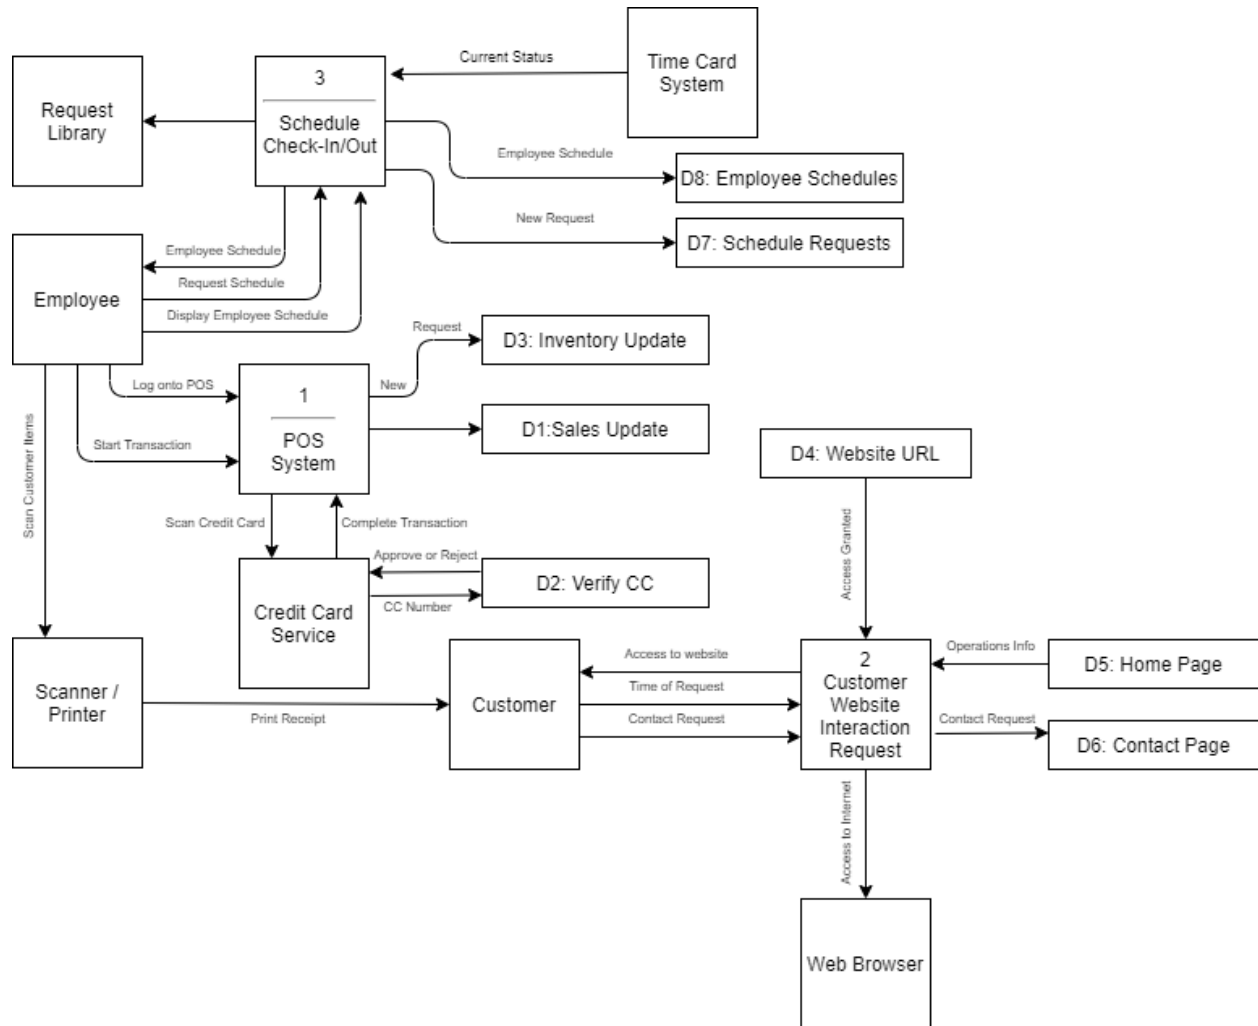 Current Status
Time Card
System
Request
Library
3
Schedule
Check-In/Out
Employee Schedule
D8: Employee Schedules
New Request
D7: Schedule Requests
Employee Schedule
Request Schedule
Display Employee Schedule
Employee
Request
D3: Inventory Update
Log onto POS
1
POS
System
New
D1:Sales Update
Start Transaction
Scan Customer Items
D4: Website URL
Scan Credit Card
Complete Transaction
Access Granted
Approve or Reject
D2: Verify CC
CC Number
Credit Card
Service
Scanner /
Printer
Print Receipt
Customer
Access to website
Time of Request
Contact Request
2
Customer
Website
Interaction
Request
Operations Info
D5: Home Page
Contact Request
D6: Contact Page
Access to Internet
Web Browser